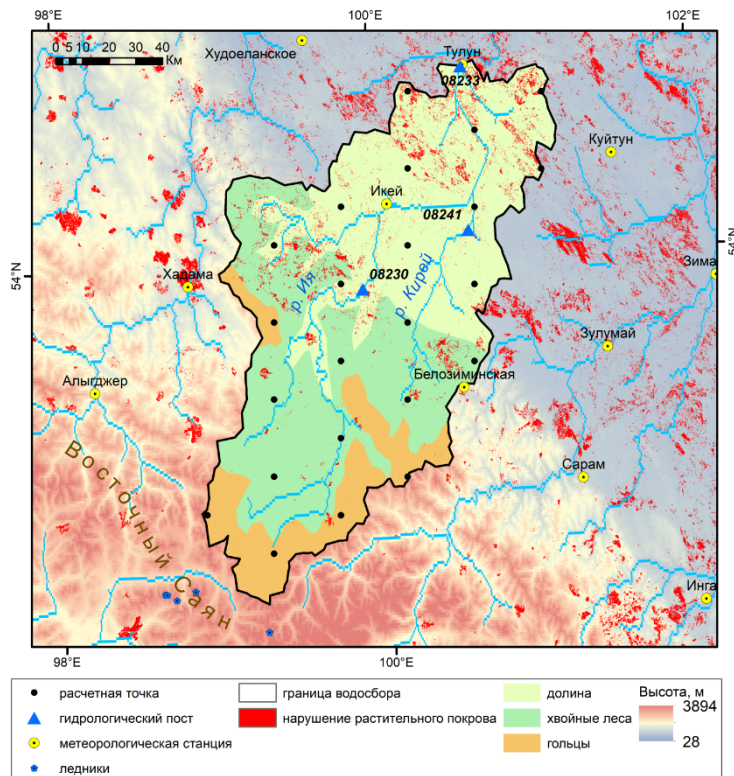 98°E 100°E 102°E
0 5 10 20 30 40
Км
Худоеланское
Тулун
08233
Куйтун
Икей
08241
54°N
54°N
Хадама
08230
Зима
р. Ия
р. Кирей
Зулумай
Алыгджер
Белозиминская
Восточный Саян
Сарам
Инга
98°E 100°E
расчетная точка
гидрологический пост
метеорологическая станция
ледники
граница водосбора
нарушение растительного покрова
долина
хвойные леса
гольцы
Высота, м
3894
28